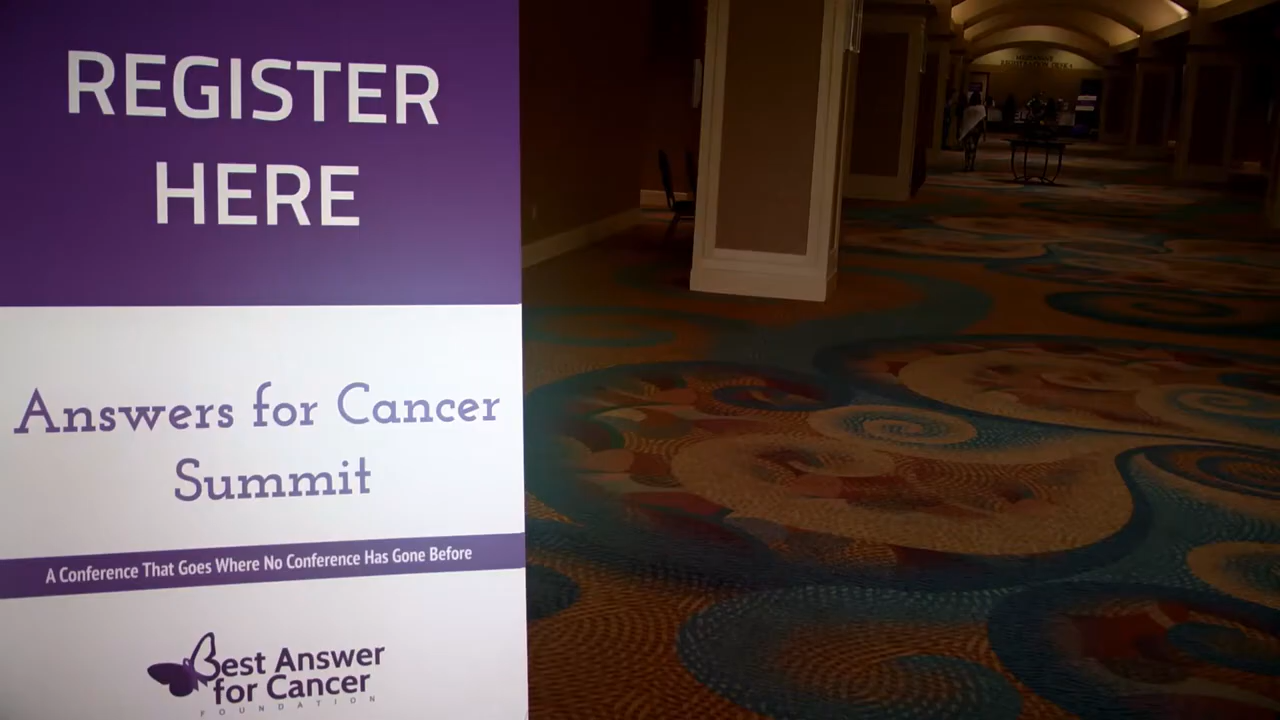 REGISTER
HERE
Answers for Cancer
Summit
A Conference That Goes Where No Conference Has Gone Before
Best Answer
for Cancer
FOUNDATION